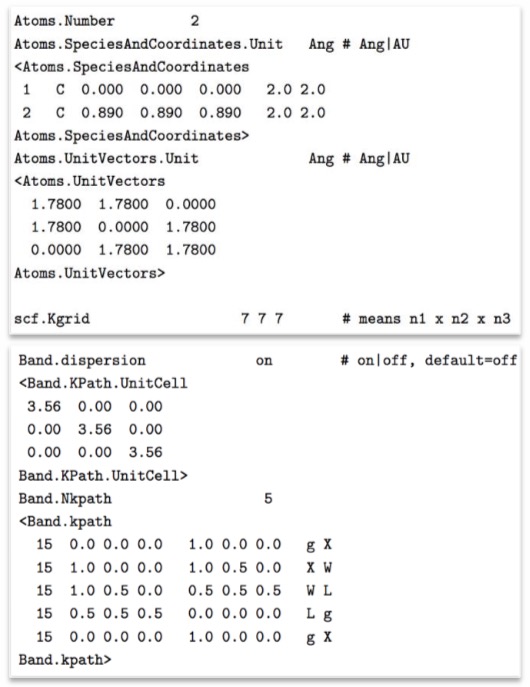 Atoms.Number 2
Atoms.SpeciesAndCoordinates.Unit Ang # Ang|AU
<Atoms.SpeciesAndCoordinates
1 C 0.000 0.000 0.000 2.0 2.0
2 C 0.890 0.890 0.890 2.0 2.0
Atoms.SpeciesAndCoordinates>
Atoms.UnitVectors.Unit Ang # Ang|AU
<Atoms.UnitVectors
1.7800 1.7800 0.0000
1.7800 0.0000 1.7800
0.0000 1.7800 1.7800
Atoms.UnitVectors>
scf.Kgrid 7 7 7 # means n1 x n2 x n3
Band.dispersion on # on|off, default=off
<Band.KPath.UnitCell
3.56 0.00 0.00
0.00 3.56 0.00
0.00 0.00 3.56
Band.KPath.UnitCell>
Band.Nkpath 5
<Band.kpath
15 0.0 0.0 0.0 1.0 0.0 0.0 g X
15 1.0 0.0 0.0 1.0 0.5 0.0 X W
15 1.0 0.5 0.0 0.5 0.5 0.5 W L
15 0.5 0.5 0.5 0.0 0.0 0.0 L g
15 0.0 0.0 0.0 1.0 0.0 0.0 g X
Band.kpath>